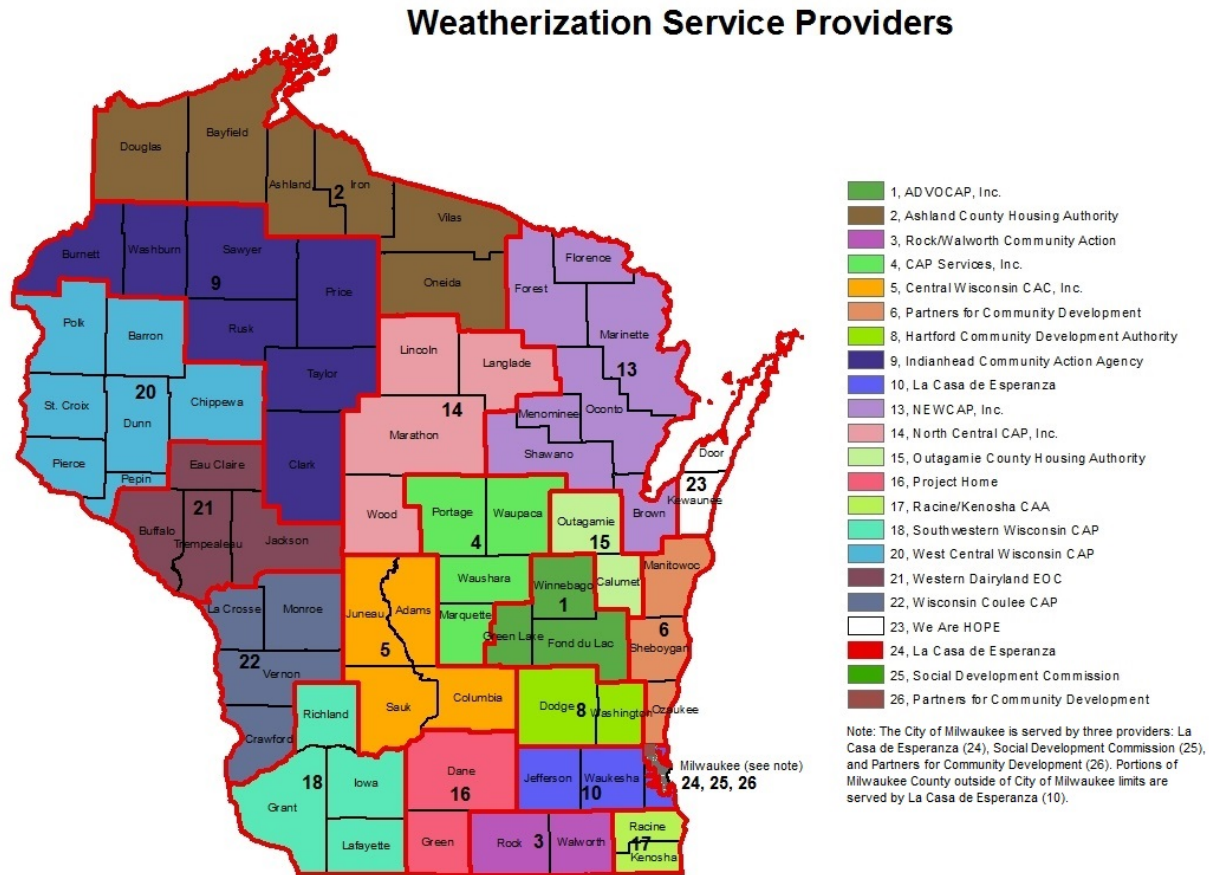 Weatherization Service Providers
Douglas
Bayfield
Ashland
Iron
2
Vilas
Oneida
Burnett
Washburn
Sawyer
9
Price
Rusk
Taylor
Clark
Florence
Forest
Marinette
13
Oconto
Menominee
Shawano
Brown
Polk
Barron
20
St. Croix
Dunn
Chippewa
Pierce
Pepin
Lincoln
Langlade
14
Marathon
Wood
Door
23
Kewaunee
Eau Claire
21
Buffalo
Trempealeau
Jackson
Portage
Waupaca
4
Waushara
Marquette
Outagamie
15
Calumet
Winnebago
1
Green Lake
Fond du Lac
Manitowoc
6
Sheboygan
Ozaukee
La Crosse
Monroe
22
Vernon
Crawford
Juneau
Adams
5
Sauk
Columbia
Dodge
8
Washington
Richland
18
Iowa
Grant
Lafayette
Dane
16
Green
Jefferson
Waukesha
10
Milwaukee (see note)
24, 25, 26
Rock
3
Walworth
Racine
17
Kenosha
1, ADVOCAP, Inc.
2, Ashland County Housing Authority
3, Rock/Walworth Community Action
4, CAP Services, Inc.
5, Central Wisconsin CAC, Inc.
6, Partners for Community Development
8, Hartford Community Development Authority
9, Indianhead Community Action Agency
10, La Casa de Esperanza
13, NEWCAP, Inc.
14, North Central CAP, Inc.
15, Outagamie County Housing Authority
16, Project Home
17, Racine/Kenosha CAA
18, Southwestern Wisconsin CAP
20, West Central Wisconsin CAP
21, Western Dairyland EOC
22, Wisconsin Coulee CAP
23, We Are HOPE
24, La Casa de Esperanza
25, Social Development Commission
26, Partners for Community Development
Note: The City of Milwaukee is served by three providers: La
Casa de Esperanza (24), Social Development Commission (25),
and Partners for Community Development (26). Portions of
Milwaukee County outside of City of Milwaukee limits are
served by La Casa de Esperanza (10).